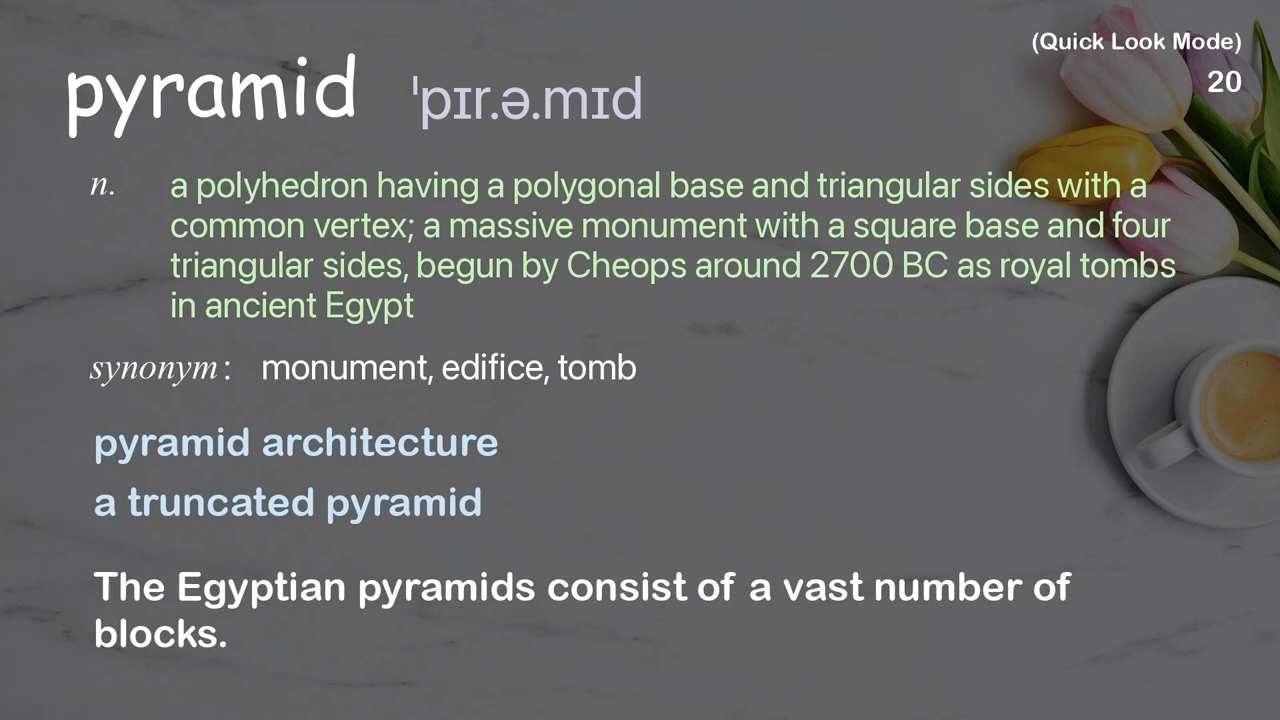 (Quick Look Mode)
20
pyramid ˈpɪr.ə.mɪd
n. a polyhedron having a polygonal base and triangular sides with a
common vertex; a massive monument with a square base and four
triangular sides, begun by Cheops around 2700 BC as royal tombs
in ancient Egypt
synonym: monument, edifice, tomb
pyramid architecture
a truncated pyramid
The Egyptian pyramids consist of a vast number of
blocks.